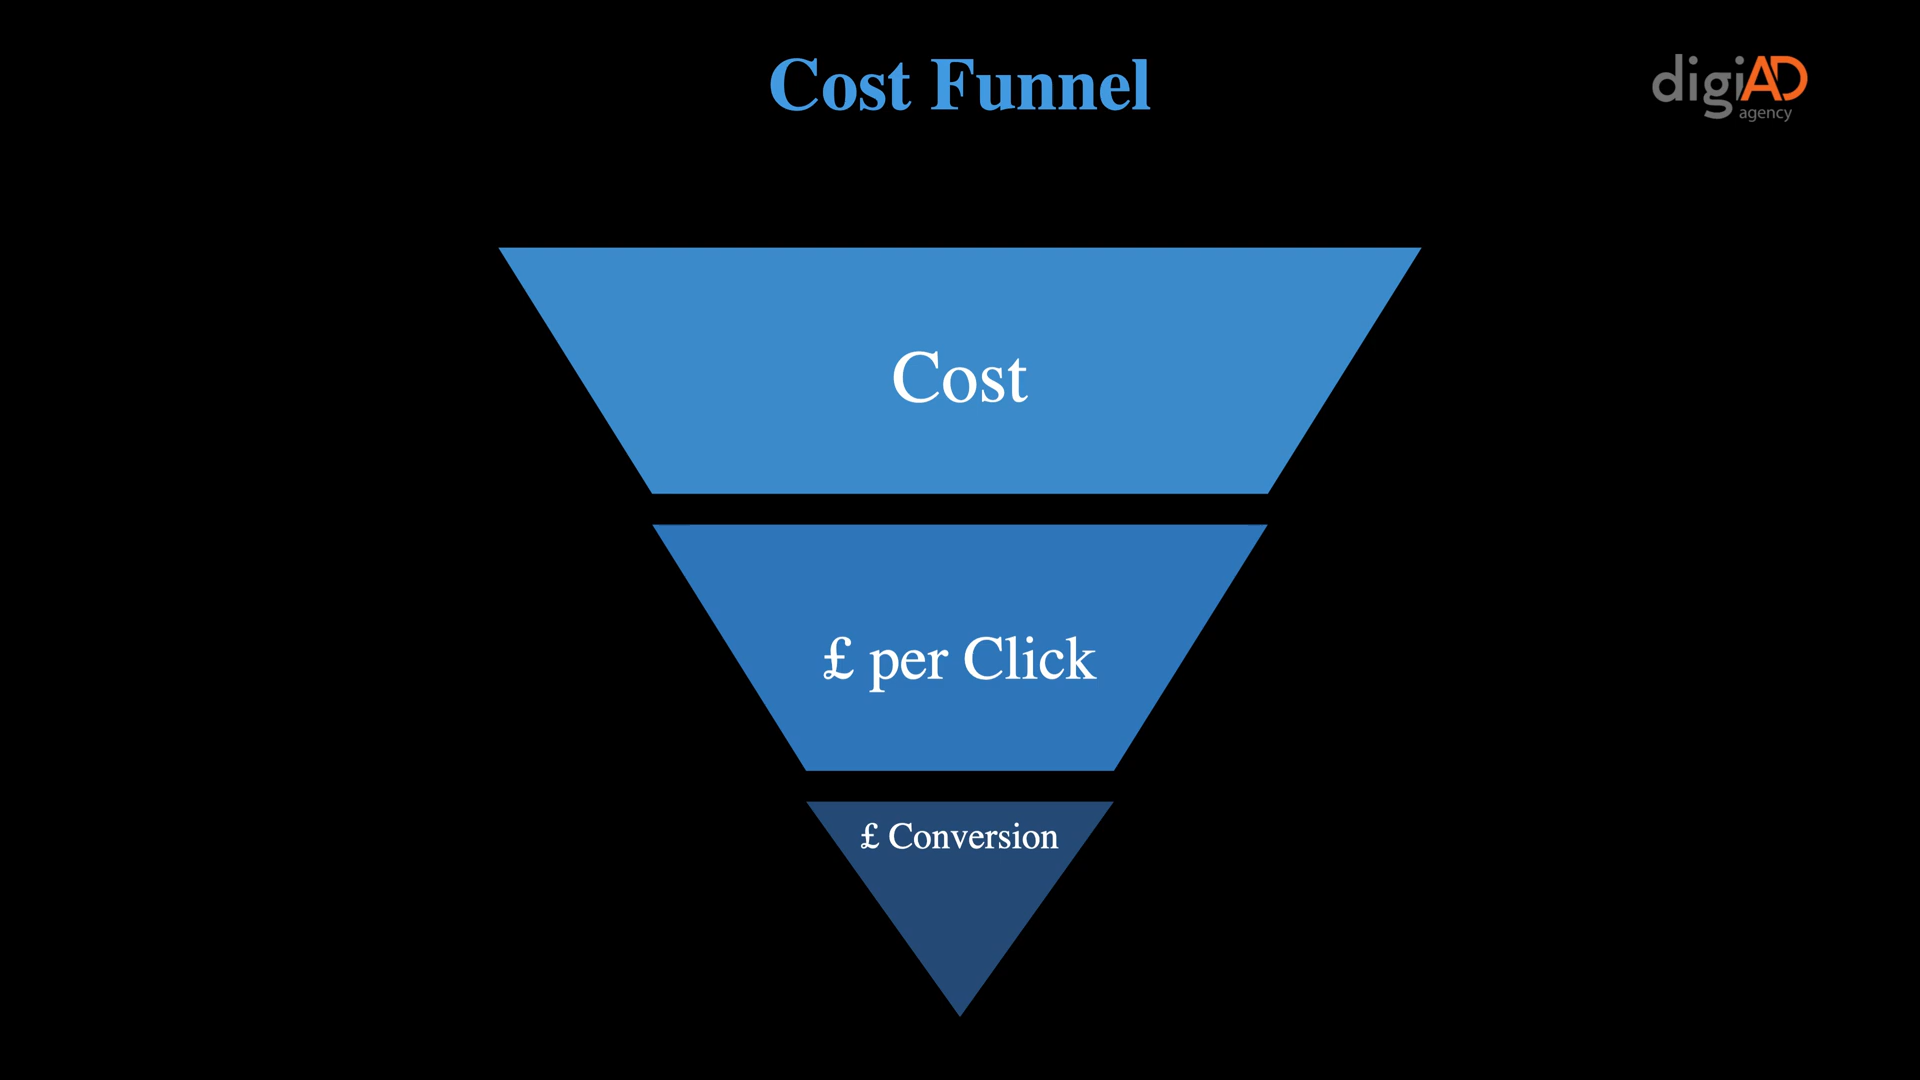 Cost Funnel
digiAD
agency
Cost
£ per Click
£ Conversion